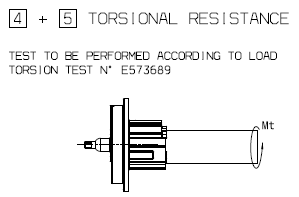 4 + 5 TORSIONAL RESISTANCE
TEST TO BE PERFORMED ACCORDING TO LOAD
TORSION TEST N° E573689
Mt